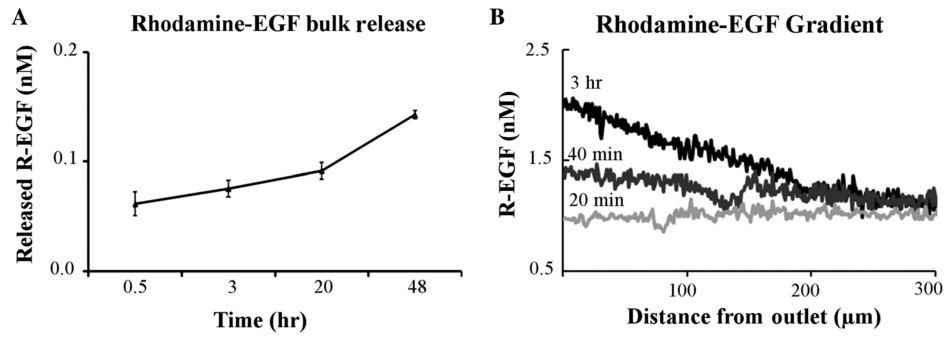 A
Rhodamine-EGF bulk release
Released R-EGF (nM)
0.2
0.1
0.0
0.5
3
20
48
Time (hr)
B
Rhodamine-EGF Gradient
R-EGF (nM)
2.5
1.5
0.5
3 hr
40 min
20 min
100
200
300
Distance from outlet (µm)